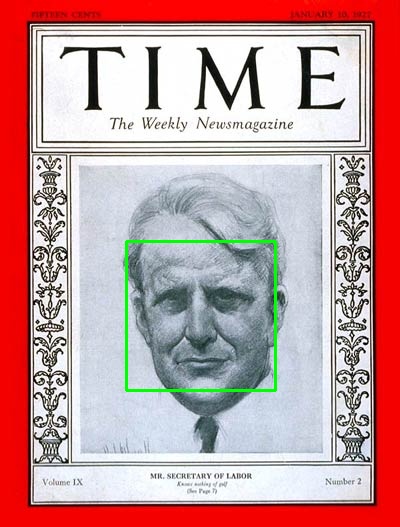 FIFTEEN CENTS
JANUARY 10, 1927
TIME
The Weekly Newsmagazine
Volume IX
MR. SECRETARY OF LABOR
Knows nothing of golf
(See Page 7)
Number 2